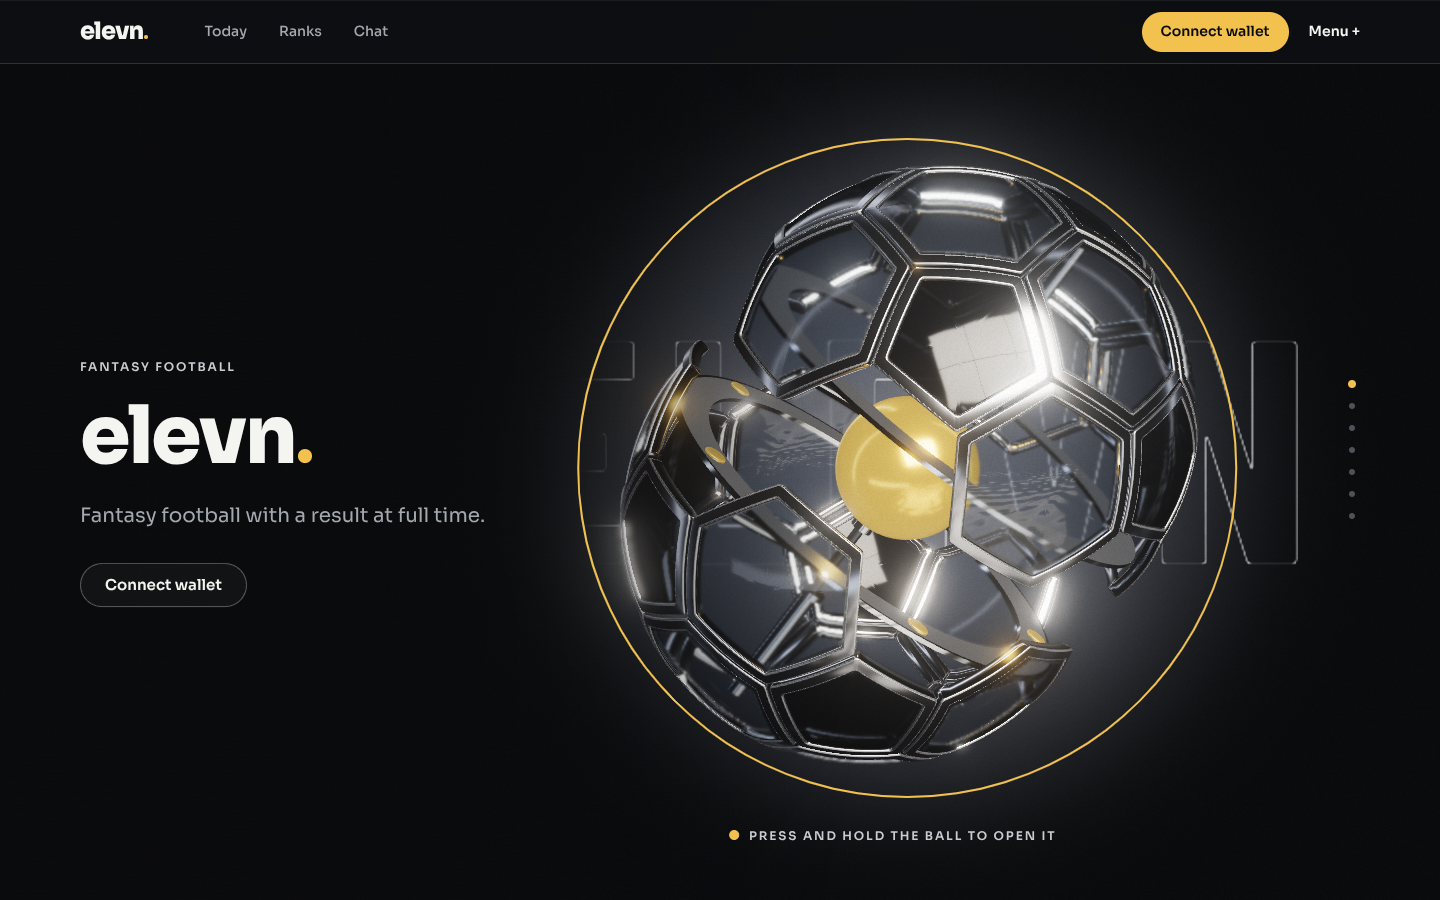 elevn.
Today
Ranks
Chat
Connect wallet
Menu +
FANTASY FOOTBALL
elevn.
Fantasy football with a result at full time.
Connect wallet
PRESS AND HOLD THE BALL TO OPEN IT